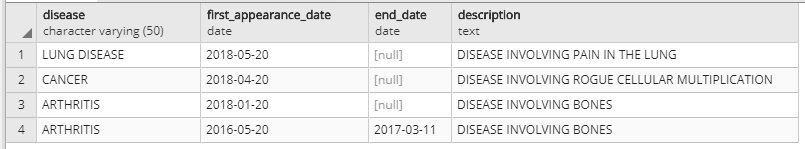 disease first_appearance_date end_date description
character varying (50) date date text
1 LUNG DISEASE 2018-05-20 [null] DISEASE INVOLVING PAIN IN THE LUNG
2 CANCER 2018-04-20 [null] DISEASE INVOLVING ROGUE CELLULAR MULTIPLICATION
3 ARTHRITIS 2018-01-20 [null] DISEASE INVOLVING BONES
4 ARTHRITIS 2016-05-20 2017-03-11 DISEASE INVOLVING BONES